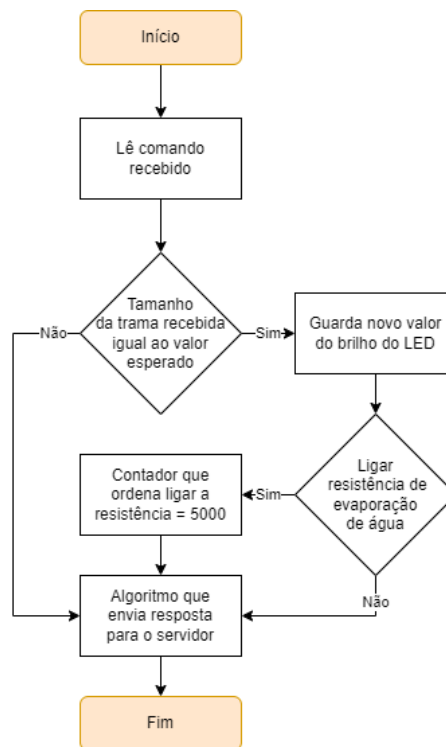 Início
Lê comando
recebido
Tamanho
da trama recebida
igual ao valor
esperado
Não
Sim
Guarda novo valor
do brilho do LED
Ligar
resistência de
evaporação
de água
Sim
Não
Contador que
ordena ligar a
resistência = 5000
Algoritmo que
envia resposta
para o servidor
Fim